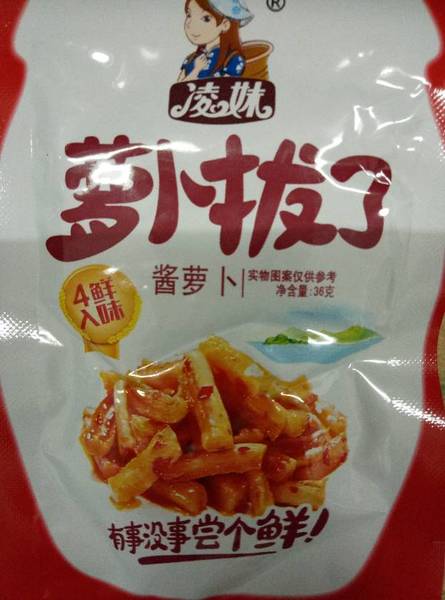 ®
凌妹
萝卜拔了
酱萝卜
实物图案仅供参考
净含量:36克
4鲜
入味
有事没事尝个鲜!